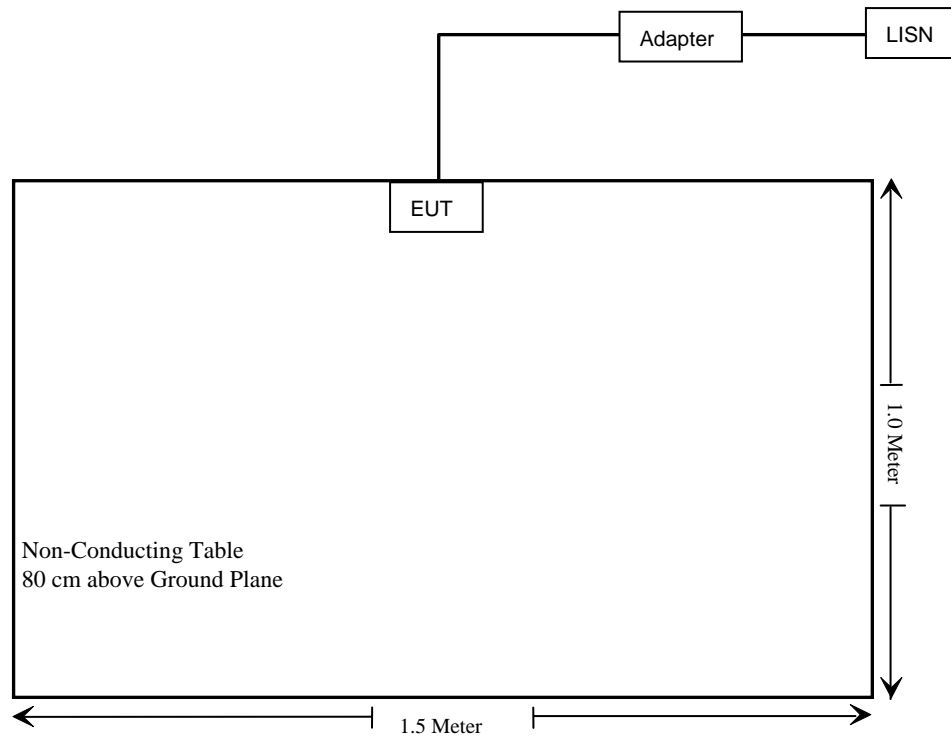 Adapter
LISN
EUT
1.0 Meter
Non-Conducting Table
80 cm above Ground Plane
1.5 Meter